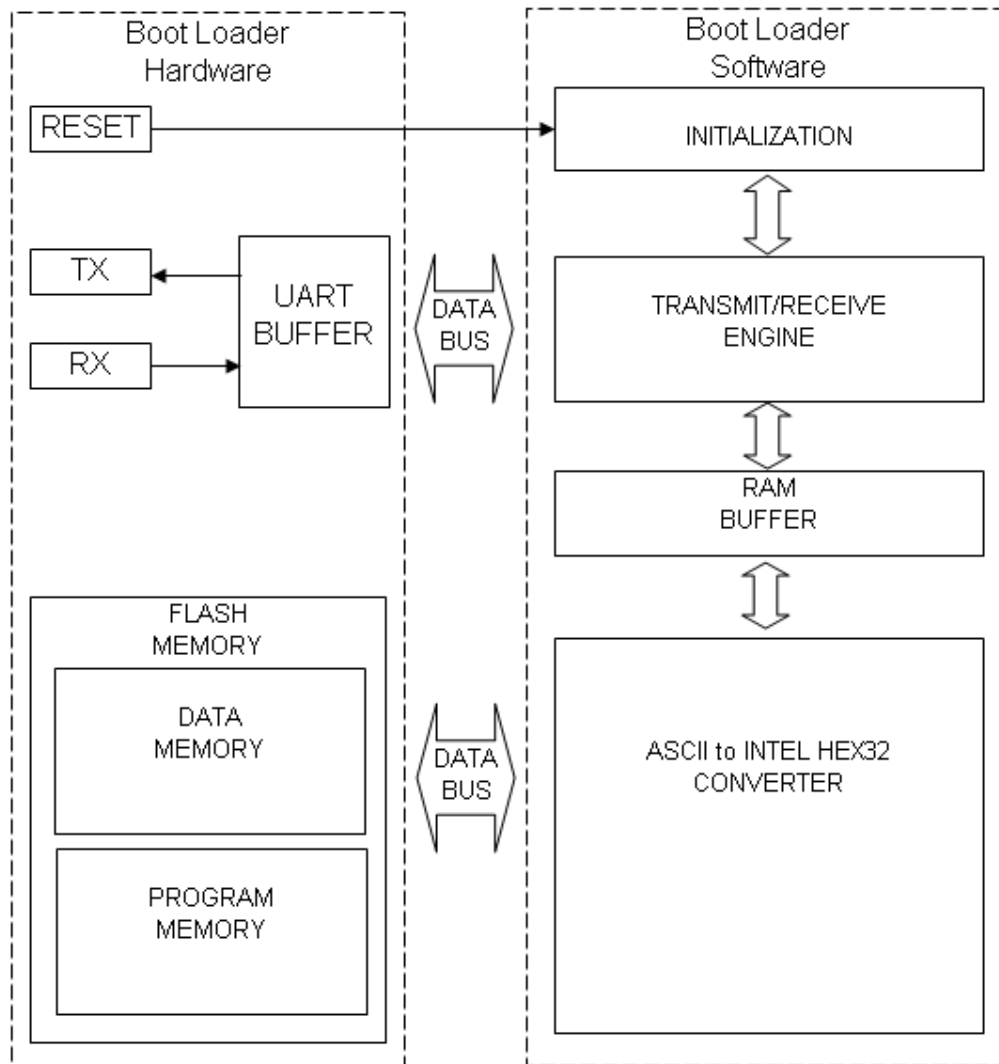 Boot Loader
Hardware
RESET
TX
RX
UART
BUFFER
FLASH
MEMORY
DATA
MEMORY
PROGRAM
MEMORY
DATA
BUS
DATA
BUS
Boot Loader
Software
INITIALIZATION
TRANSMIT/RECEIVE
ENGINE
RAM
BUFFER
ASCII to INTEL HEX32
CONVERTER